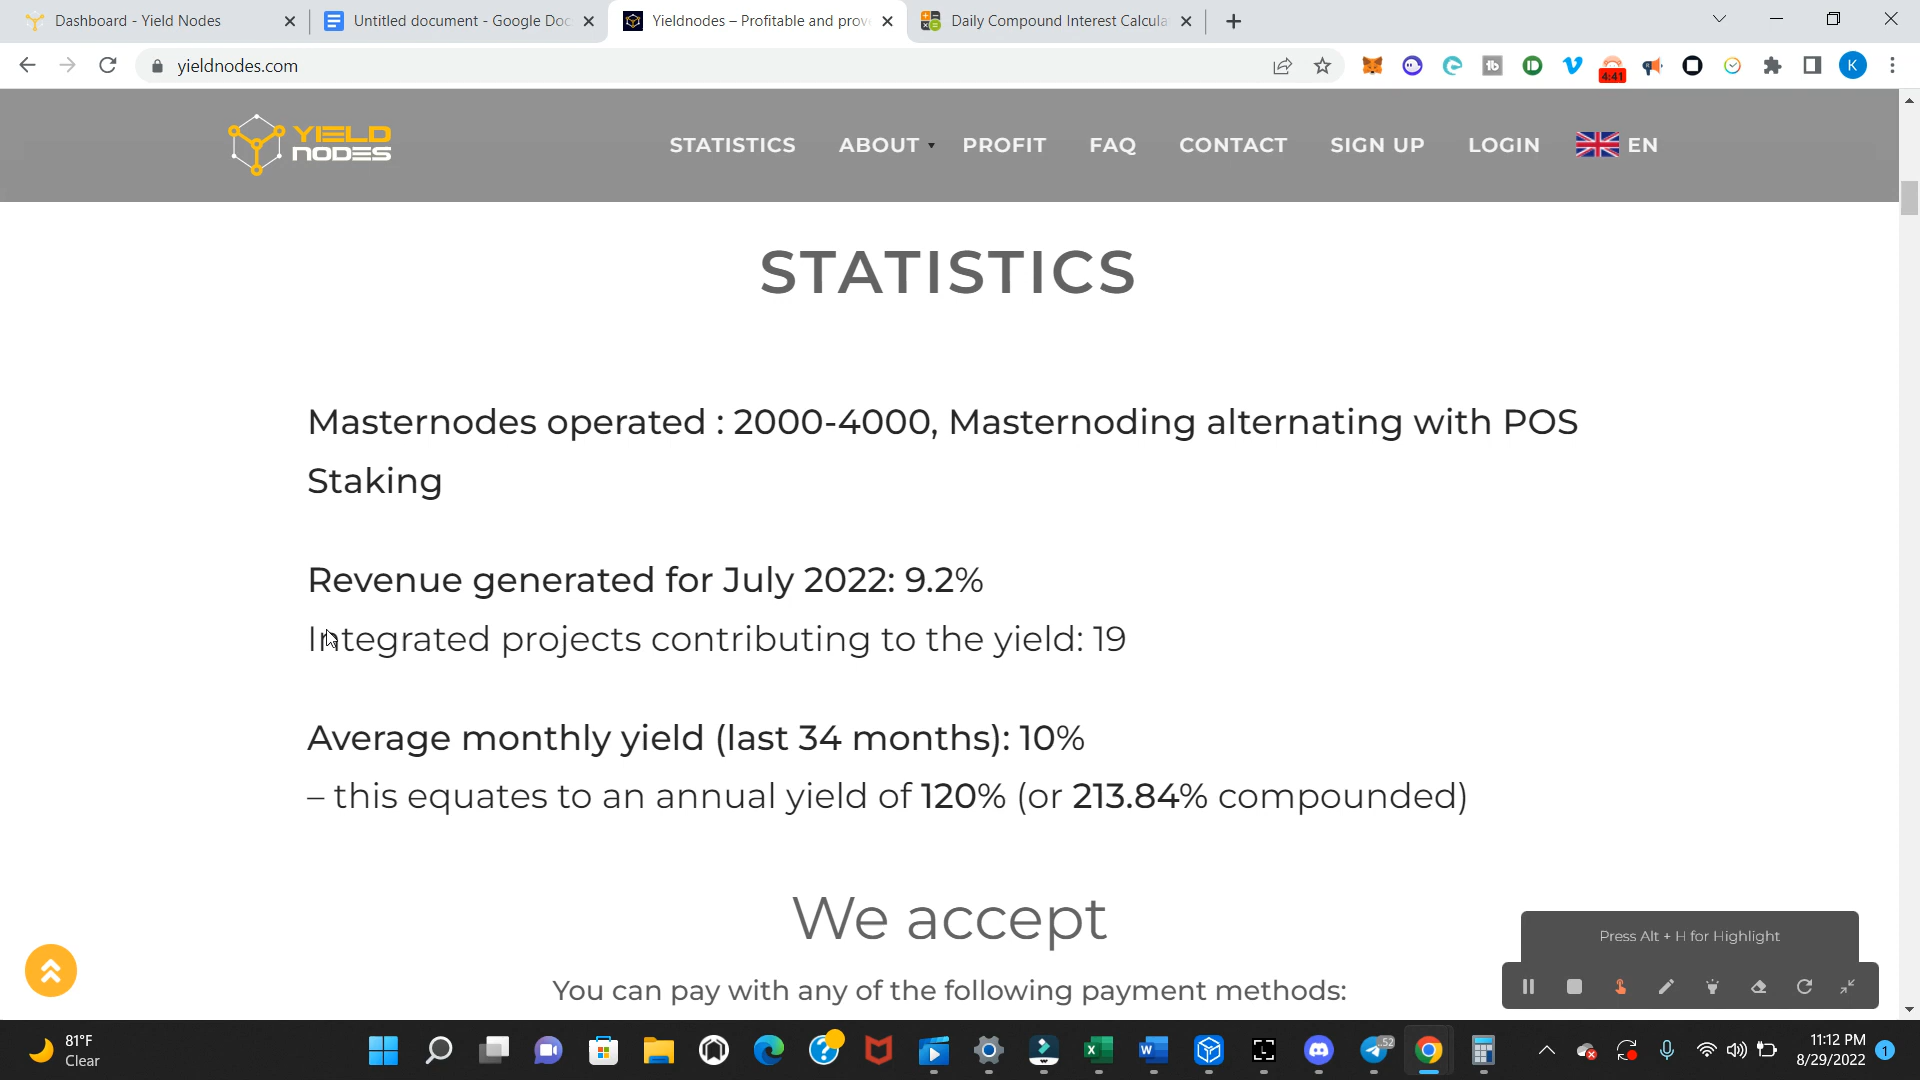 Dashboard - Yield Nodes
Untitled document - Google Doc
Yieldnodes – Profitable and prov
Daily Compound Interest Calcula
yieldnodes.com
4:41
K
YIELD
NODES
STATISTICS
ABOUT
PROFIT
FAQ
CONTACT
SIGN UP
LOGIN
EN
STATISTICS
Masternodes operated : 2000-4000, Masternoding alternating with POS
Staking
Revenue generated for July 2022: 9.2%
Integrated projects contributing to the yield: 19
Average monthly yield (last 34 months): 10%
– this equates to an annual yield of 120% (or 213.84% compounded)
We accept
You can pay with any of the following payment methods:
Press Alt + H for Highlight
81°F
Clear
52
11:12 PM
8/29/2022
1